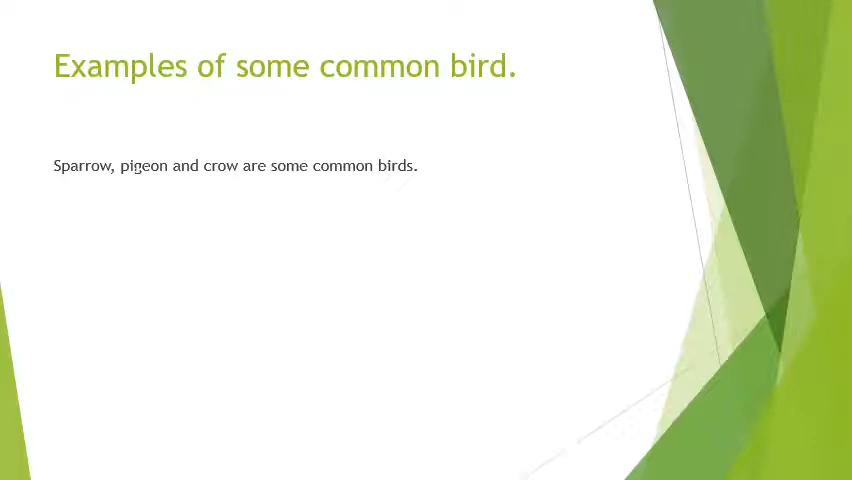 Examples of some common bird.
Sparrow, pigeon and crow are some common birds.